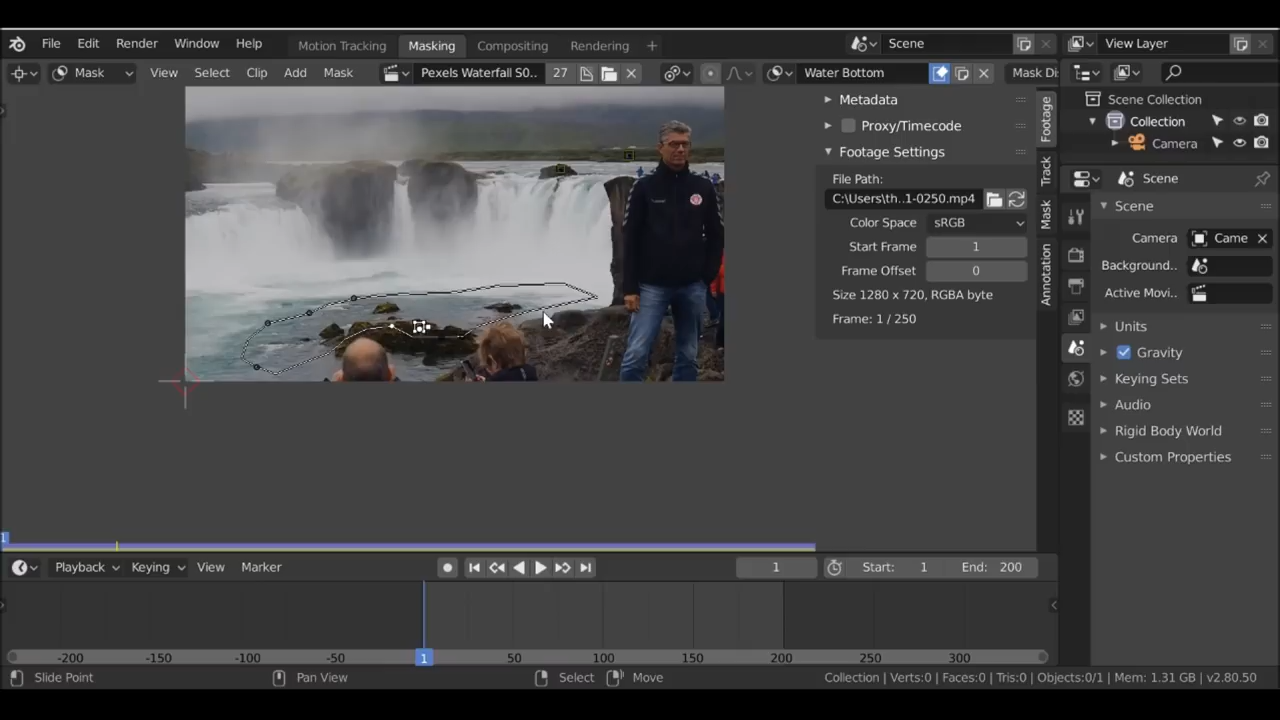 File Edit Render Window Help Motion Tracking Masking Compositing Rendering + Scene View Layer
Mask View Select Clip Add Mask Pexels Waterfall S0.. 27 Water Bottom Mask Di
Metadata
Proxy/Timecode
Footage Settings
File Path:
C:\Users\th..1-0250.mp4
Color Space sRGB
Start Frame 1
Frame Offset 0
Size 1280 x 720, RGBA byte
Frame: 1 / 250
Footage
Track
Mask
Annotation
Scene Collection
Collection
Camera
Scene
Scene
Camera Came
Background..
Active Movi..
Units
Gravity
Keying Sets
Audio
Rigid Body World
Custom Properties
1
Playback Keying View Marker 1 Start: 1 End: 200
-200 -150 -100 -50 1 50 100 150 200 250 300
Slide Point Pan View Select Move Collection | Verts:0 | Faces:0 | Tris:0 | Objects:0/1 | Mem: 1.31 GB | v2.80.50